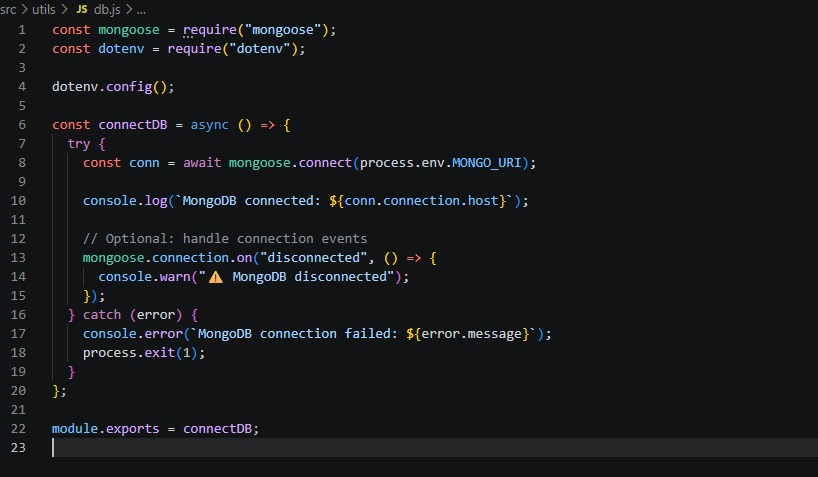 src > utils > JS db.js > ...
1 const mongoose = require("mongoose");
2 const dotenv = require("dotenv");
3
4 dotenv.config();
5
6 const connectDB = async () => {
7   try {
8     const conn = await mongoose.connect(process.env.MONGO_URI);
9
10     console.log(`MongoDB connected: ${conn.connection.host}`);
11
12     // Optional: handle connection events
13     mongoose.connection.on("disconnected", () => {
14       console.warn("⚠️ MongoDB disconnected");
15     });
16   } catch (error) {
17     console.error(`MongoDB connection failed: ${error.message}`);
18     process.exit(1);
19   }
20 };
21
22 module.exports = connectDB;
23